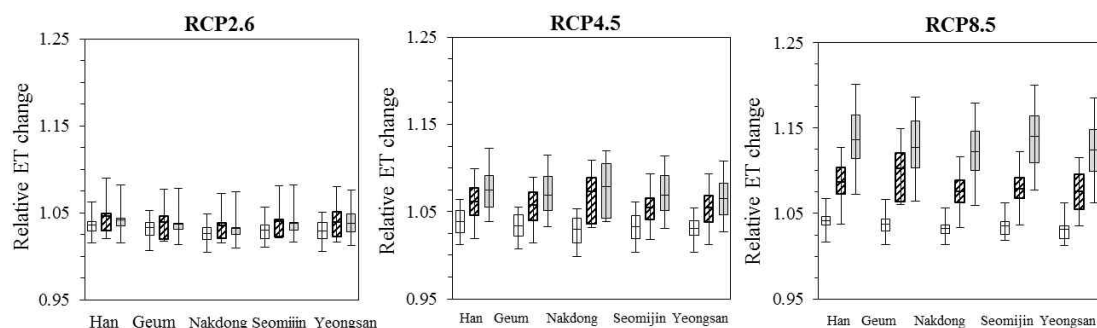 RCP2.6
Relative ET change
1.25
1.15
1.05
0.95
Han Geum Nakdong Seomijin Yeongsan
RCP4.5
Relative ET change
1.25
1.15
1.05
0.95
Han Geum Nakdong Seomijin Yeongsan
RCP8.5
Relative ET change
1.25
1.15
1.05
0.95
Han Geum Nakdong Seomijin Yeongsan